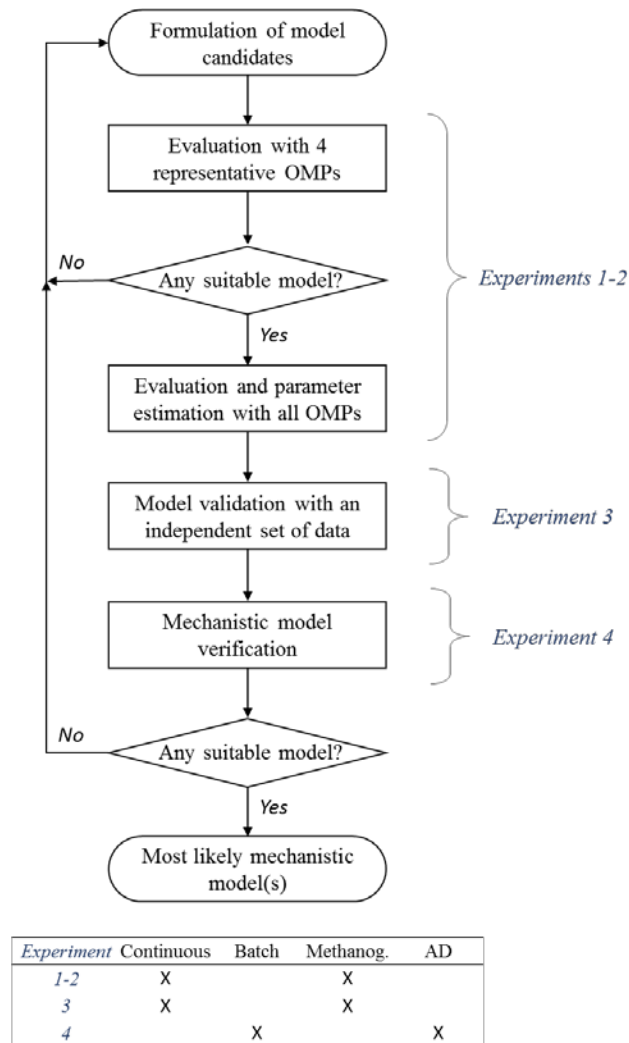 Formulation of model
candidates
Evaluation with 4
representative OMPs
No
Any suitable model?
Experiments 1-2
Yes
Evaluation and parameter
estimation with all OMPs
Model validation with an
independent set of data
Experiment 3
Mechanistic model
verification
Experiment 4
No
Any suitable model?
Yes
Most likely mechanistic
model(s)
Experiment Continuous Batch Methanog. AD
1-2 X X
3 X X
4 X X